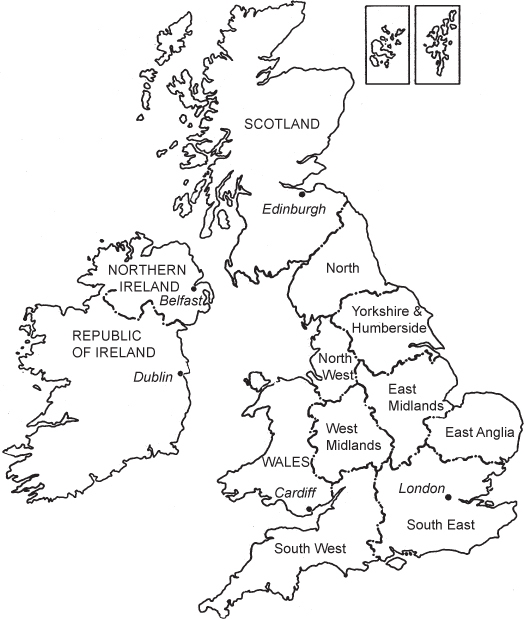 SCOTLAND
Edinburgh
North
NORTHERN
IRELAND
Belfast
Yorkshire &
Humberside
REPUBLIC
OF IRELAND
Dublin
North
West
East
Midlands
West
Midlands
East Anglia
WALES
Cardiff
London
South East
South West